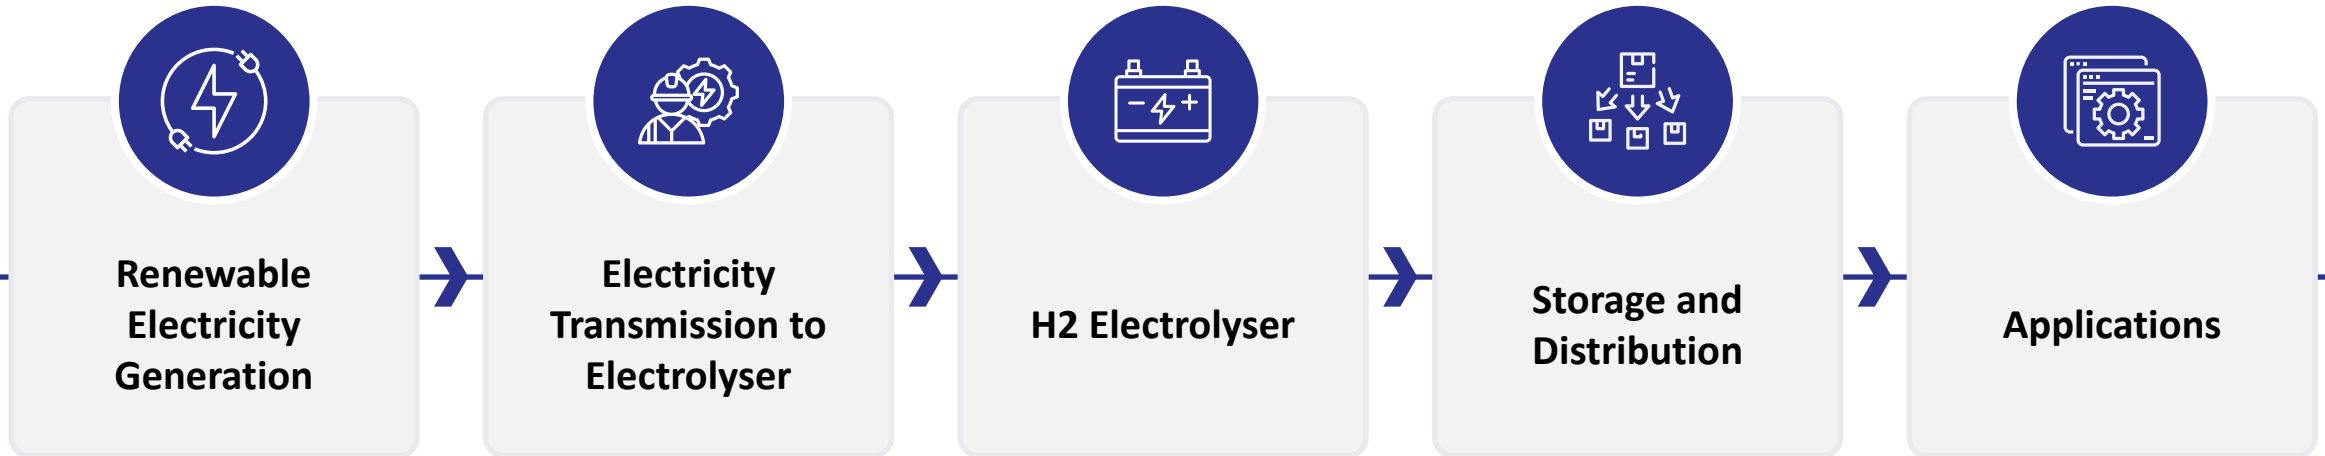 Renewable
Electricity
Generation
Electricity
Transmission to
Electrolyser
H2 Electrolyser
Storage and
Distribution
Applications